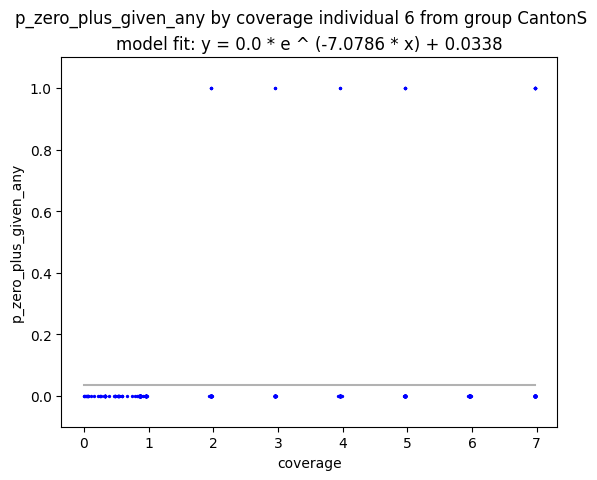 p_zero_plus_given_any by coverage individual 6 from group CantonS
model fit: y = 0.0 * e ^ (-7.0786 * x) + 0.0338
1.0
0.8
0.6
0.4
0.2
0.0
p_zero_plus_given_any
0 1 2 3 4 5 6 7
coverage